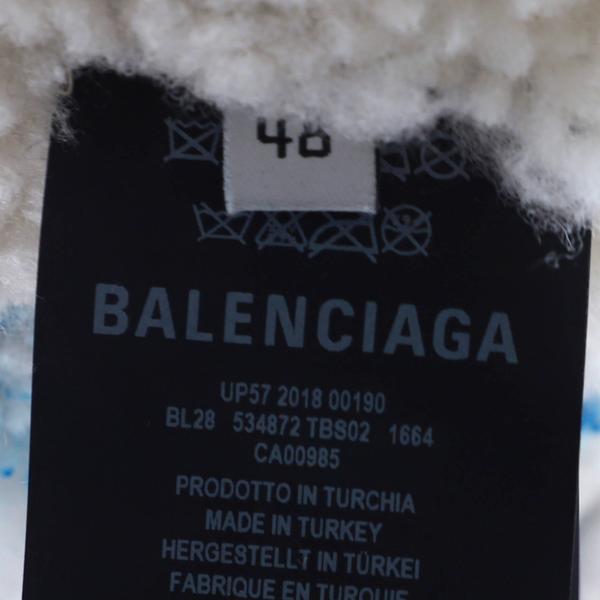 48
BALENCIAGA
UP57 2018 00190
BL28 534872 TBS02 1664
CA00985
PRODOTTO IN TURCHIA
MADE IN TURKEY
HERGESTELLT IN TÜRKEI
FABRIQUE EN TURQUIE